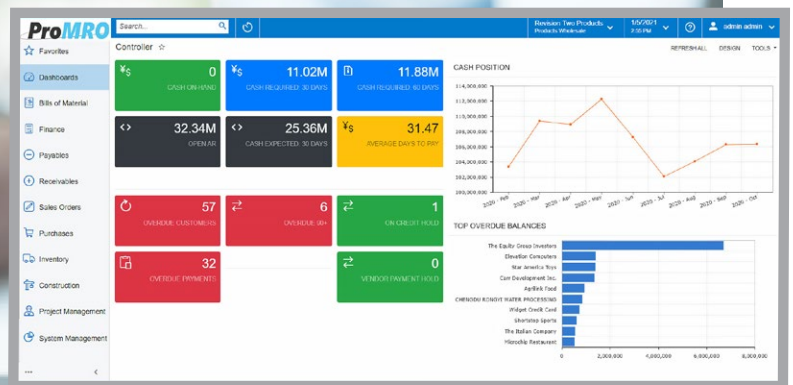 ProMRO
Search...
Revision Two Products
Products Wholesale
1/5/2021
2:55 PM
admin admin
Favorites
Dashboards
Bills of Material
Finance
Payables
Receivables
Sales Orders
Purchases
Inventory
Construction
Project Management
System Management
Controller
REFRESH ALL DESIGN TOOLS
¥$ 0
CASH ON HAND
¥$ 11.02M
CASH REQUIRED 30 DAYS
11.88M
CASH REQUIRED 60 DAYS
<> 32.34M
OPEN AR
<> 25.36M
CASH EXPECTED 30 DAYS
¥$ 31.47
AVERAGE DAYS TO PAY
57
OVERDUE CUSTOMERS
6
OVERDUE 90+
1
ON CREDIT HOLD
32
OVERDUE PAYMENTS
0
VENDOR PAYMENT HOLD
CASH POSITION
114,000,000
112,000,000
110,000,000
108,000,000
106,000,000
104,000,000
102,000,000
100,000,000
2020 - Feb 2020 - Mar 2020 - Apr 2020 - May 2020 - Jun 2020 - Jul 2020 - Aug 2020 - Sep 2020 - Oct
TOP OVERDUE BALANCES
The Equity Group Investors
Elevation Computers
Mar America Toys
Cam Development Inc.
Agrilink Food
CHENGDU RONGYI WATER PROCESSING
Widget Credit Card
Shortstop Sports
The Italian Company
Microchip Restaurant
0 2,000,000 4,000,000 6,000,000 8,000,000